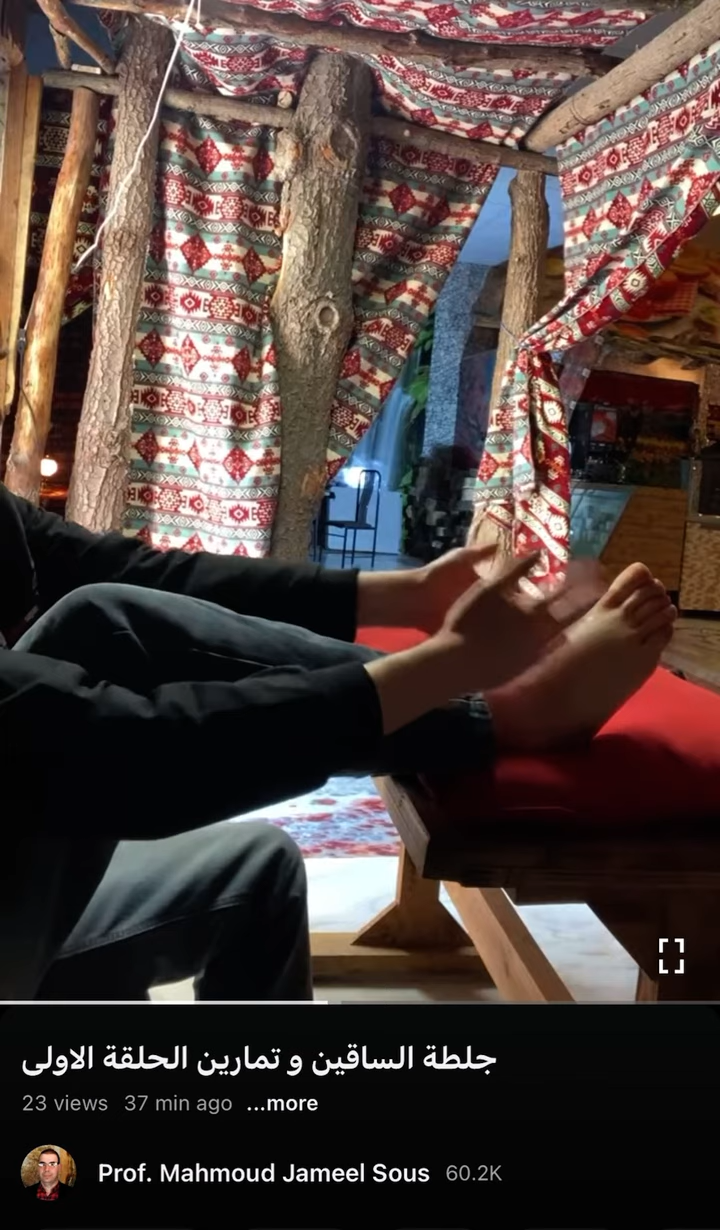 جلطة الساقين و تمارين الحلقة الاولى
23 views 37 min ago ...more
Prof. Mahmoud Jameel Sous 60.2K